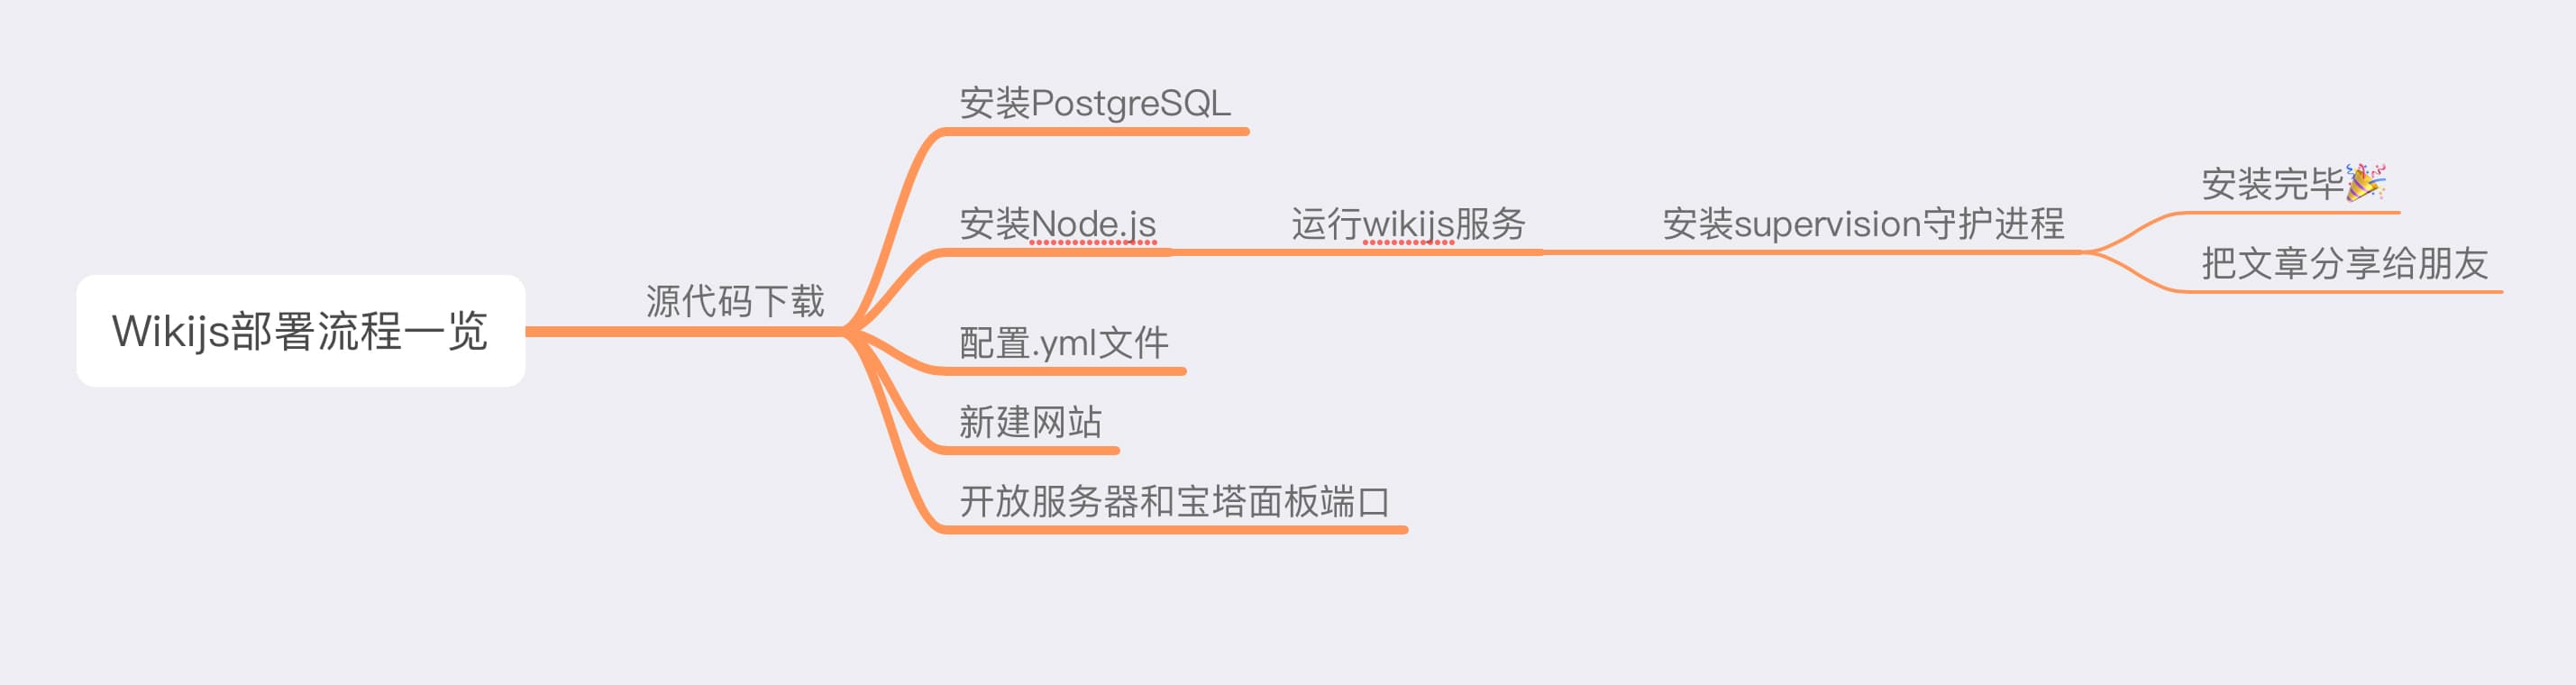 Wikijs部署流程一览
源代码下载
安装PostgreSQL
安装Node.js
运行wikijs服务
安装supervision守护进程
安装完毕🎉
把文章分享给朋友
配置.yml文件
新建网站
开放服务器和宝塔面板端口